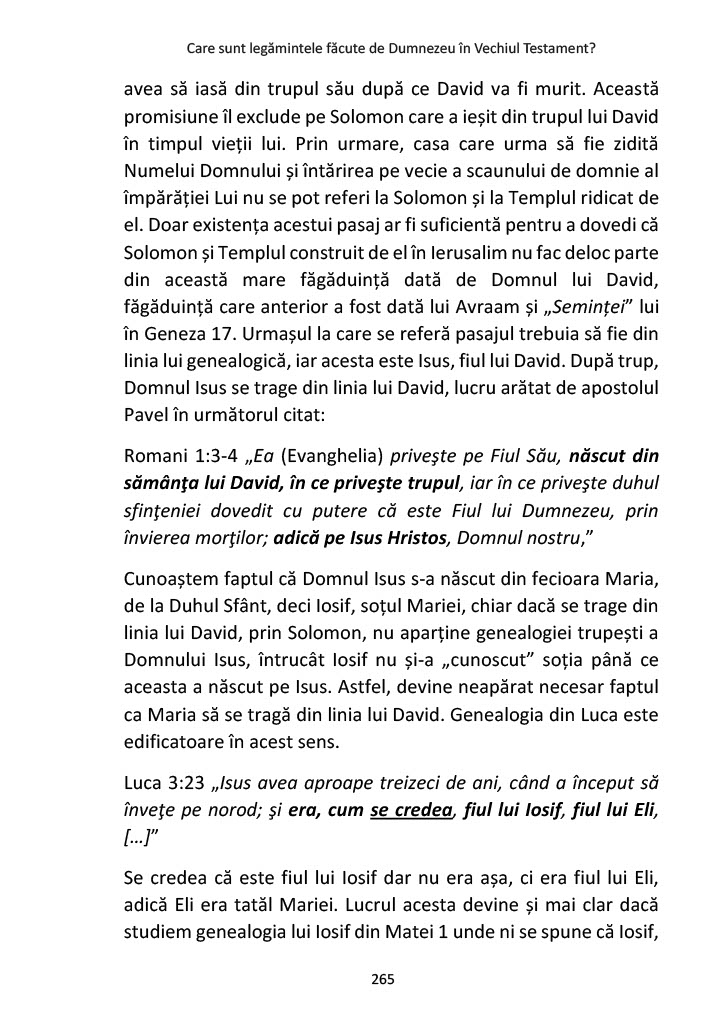 Care sunt legămintele făcute de Dumnezeu în Vechiul Testament?
avea să iasă din trupul său după ce David va fi murit. Această
promisiune îl exclude pe Solomon care a ieșit din trupul lui David
în timpul vieții lui. Prin urmare, casa care urma să fie zidită
Numelui Domnului și întărirea pe vecie a scaunului de domnie al
împărăției Lui nu se pot referi la Solomon și la Templul ridicat de
el. Doar existența acestui pasaj ar fi suficientă pentru a dovedi că
Solomon și Templul construit de el în Ierusalim nu fac deloc parte
din această mare făgăduință dată de Domnul lui David,
făgăduință care anterior a fost dată lui Avraam și „Seminței” lui
în Geneza 17. Urmașul la care se referă pasajul trebuia să fie din
linia lui genealogică, iar acesta este Isus, fiul lui David. După trup,
Domnul Isus se trage din linia lui David, lucru arătat de apostolul
Pavel în următorul citat:
Romani 1:3-4 „Ea (Evanghelia) priveşte pe Fiul Său, născut din
sămânţa lui David, în ce priveşte trupul, iar în ce priveşte duhul
sfinţeniei dovedit cu putere că este Fiul lui Dumnezeu, prin
învierea morţilor; adică pe Isus Hristos, Domnul nostru,”
Cunoaștem faptul că Domnul Isus s-a născut din fecioara Maria,
de la Duhul Sfânt, deci Iosif, soțul Mariei, chiar dacă se trage din
linia lui David, prin Solomon, nu aparține genealogiei trupești a
Domnului Isus, întrucât Iosif nu și-a „cunoscut” soția până ce
aceasta a născut pe Isus. Astfel, devine neapărat necesar faptul
ca Maria să se tragă din linia lui David. Genealogia din Luca este
edificatoare în acest sens.
Luca 3:23 „Isus avea aproape treizeci de ani, când a început să
înveţe pe norod; şi era, cum se credea, fiul lui Iosif, fiul lui Eli,
[…]”
Se credea că este fiul lui Iosif dar nu era așa, ci era fiul lui Eli,
adică Eli era tatăl Mariei. Lucrul acesta devine și mai clar dacă
studiem genealogia lui Iosif din Matei 1 unde ni se spune că Iosif,
265